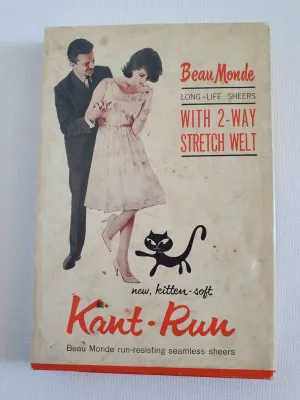 Beau Monde
LONG-LIFE SHEERS
WITH 2-WAY
STRETCH WELT
new, kitten-soft
Kant-Run
Beau Monde run-resisting seamless sheers